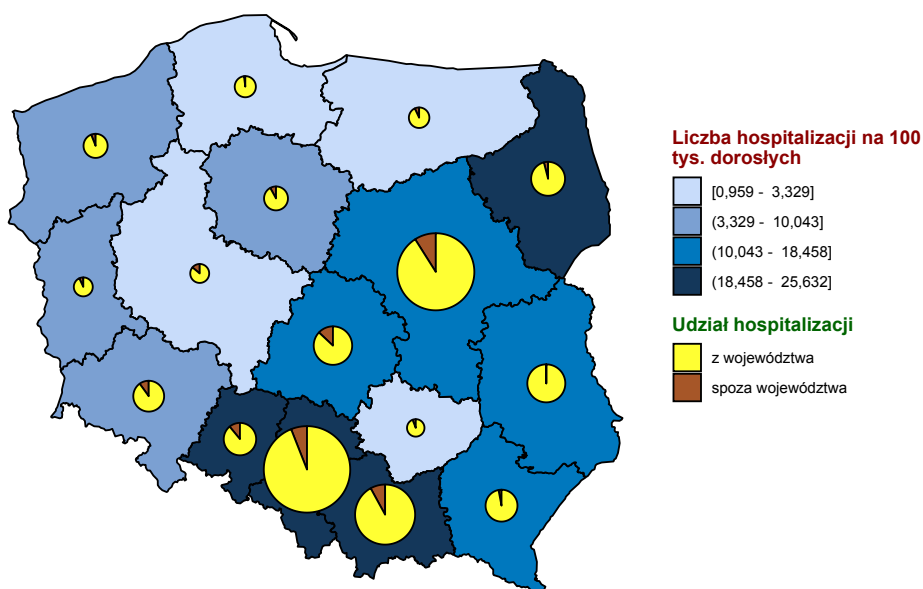 Liczba hospitalizacji na 100
tys. dorosłych
[0,959 - 3,329]
(3,329 - 10,043]
(10,043 - 18,458]
(18,458 - 25,632]
Udział hospitalizacji
z województwa
spoza województwa